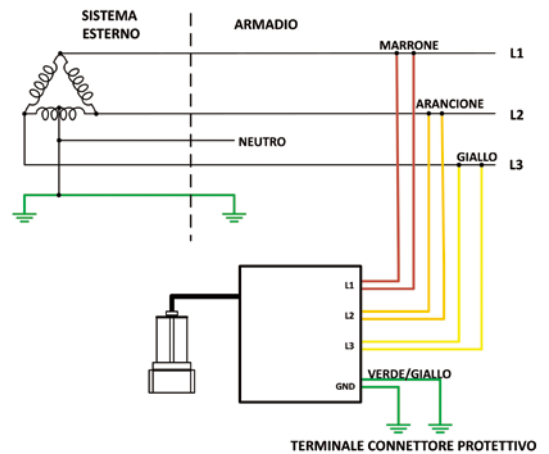 SISTEMA
ESTERNO
ARMADIO
MARRONE
L1
ARANCIONE
L2
NEUTRO
GIALLO
L3
L1
L2
L3
VERDE/GIALLO
GND
TERMINALE CONNETTORE PROTETTIVO